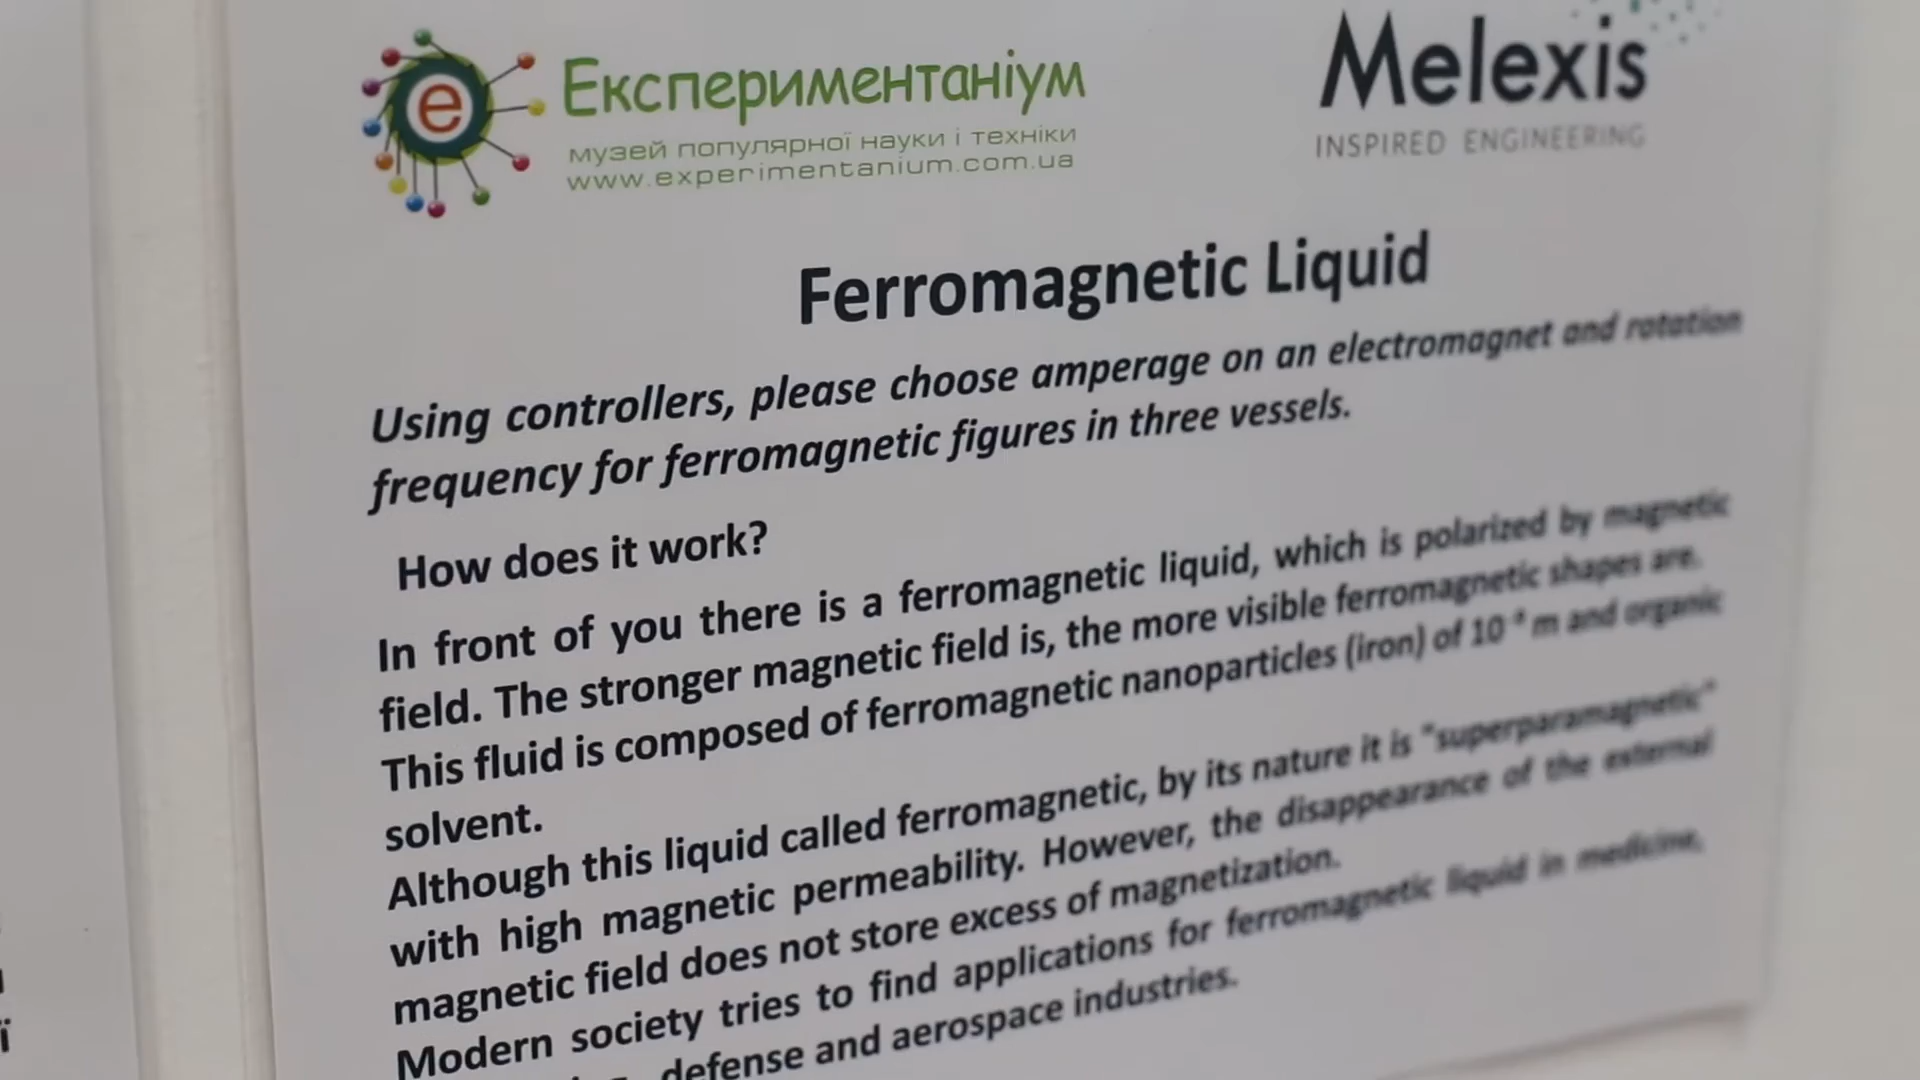 e
Експериментаніум
музей популярної науки і техніки
www.experimentanium.com.ua
Melexis
INSPIRED ENGINEERING
Ferromagnetic Liquid
Using controllers, please choose amperage on an electromagnet and rotation
frequency for ferromagnetic figures in three vessels.
How does it work?
In front of you there is a ferromagnetic liquid, which is polarized by magnetic
field. The stronger magnetic field is, the more visible ferromagnetic shapes are.
This fluid is composed of ferromagnetic nanoparticles (iron) of 10 m and organic
solvent.
Although this liquid called ferromagnetic, by its nature it is "superparamagnetic"
with high magnetic permeability. However, the disappearance of the external
magnetic field does not store excess of magnetization.
Modern society tries to find applications for ferromagnetic liquid in medicine,
defense and aerospace industries.
ї